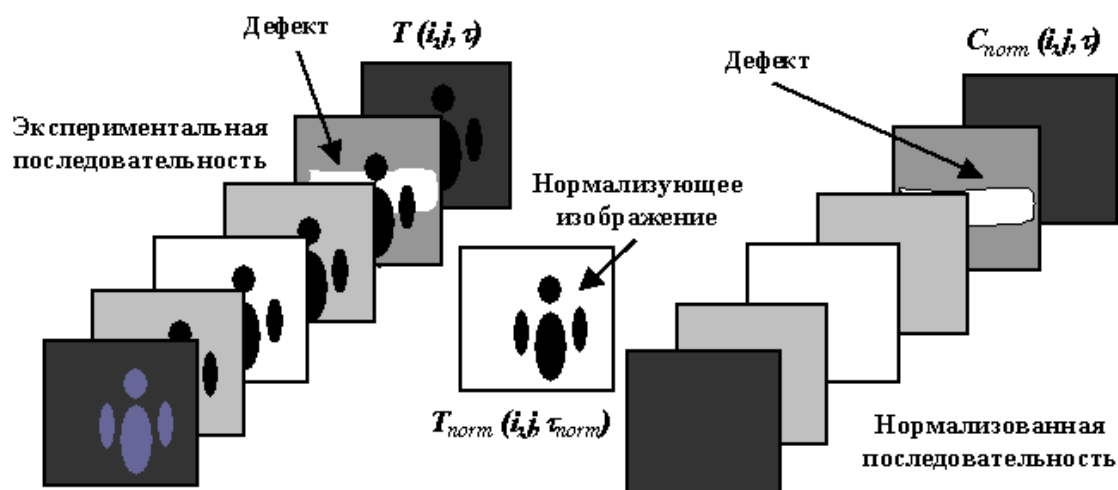 Дефект
T (i,j, τ)
Экспериментальная
последовательность
Нормализующее
изображение
T_norm (i,j, τ_norm)
C_norm (i,j, τ)
Дефект
Нормализованная
последовательность